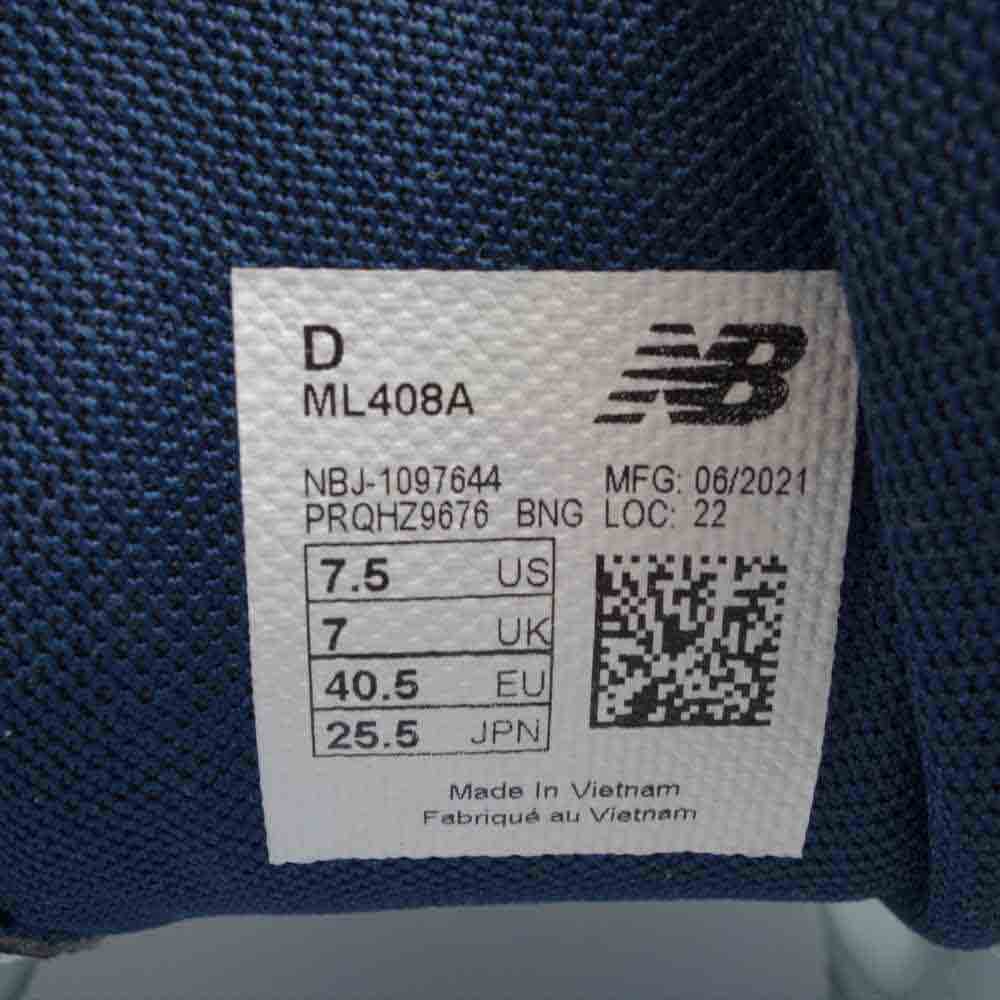 D
NB
ML408A
NBJ-1097644 MFG: 06/2021
PRQHZ9676 BNG LOC: 22
7.5 US
7 UK
40.5 EU
25.5 JPN
Made In Vietnam
Fabriqué au Vietnam